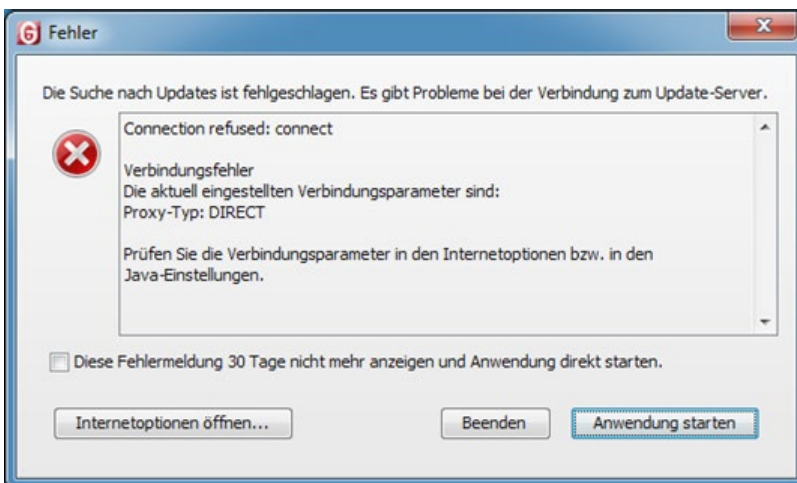 Fehler
Die Suche nach Updates ist fehlgeschlagen. Es gibt Probleme bei der Verbindung zum Update-Server.
Connection refused: connect
Verbindungsfehler
Die aktuell eingestellten Verbindungsparameter sind:
Proxy-Typ: DIRECT
Prüfen Sie die Verbindungsparameter in den Internetoptionen bzw. in den
Java-Einstellungen.
Diese Fehlermeldung 30 Tage nicht mehr anzeigen und Anwendung direkt starten.
Internetoptionen öffnen...
Beenden
Anwendung starten